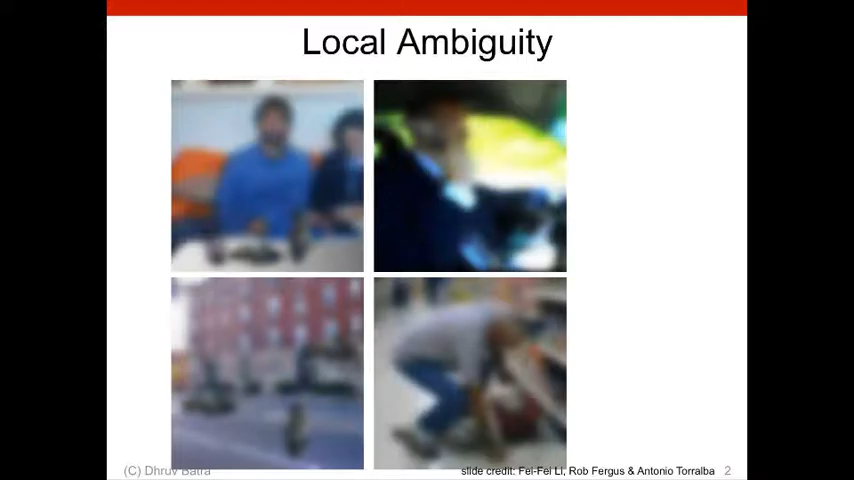 Local Ambiguity
(C) Dhruv Batra
slide credit: Fei-Fei LI, Rob Fergus & Antonio Torralba
2